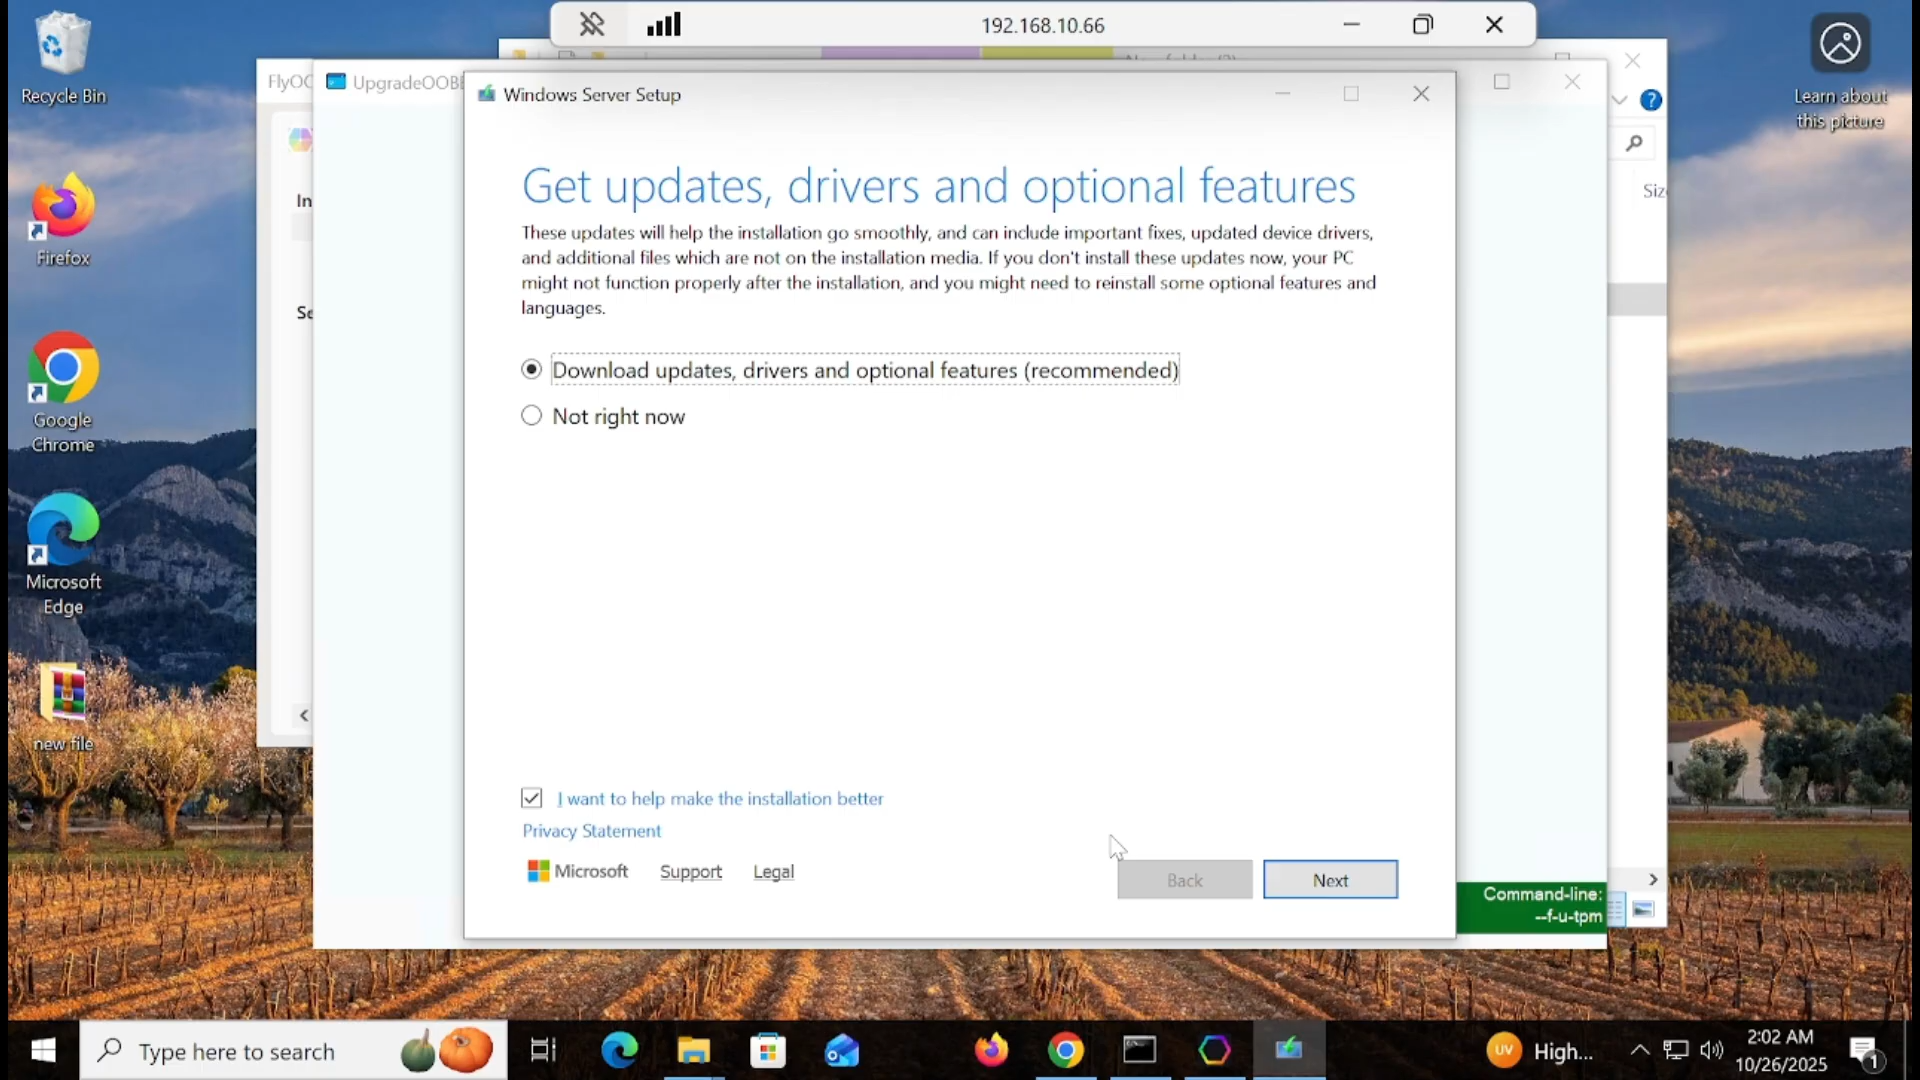 192.168.10.66
Recycle Bin
Learn about
this picture
FlyOO
UpgradeOOB
Windows Server Setup
Siz
In
Get updates, drivers and optional features
These updates will help the installation go smoothly, and can include important fixes, updated device drivers,
and additional files which are not on the installation media. If you don't install these updates now, your PC
might not function properly after the installation, and you might need to reinstall some optional features and
languages.
Se
Firefox
Download updates, drivers and optional features (recommended)
Not right now
Google
Chrome
Microsoft
Edge
new file
I want to help make the installation better
Privacy Statement
Microsoft Support Legal
Back Next
Command-line:
--f-u-tpm
Type here to search
UV High...
2:02 AM
10/26/2025
1